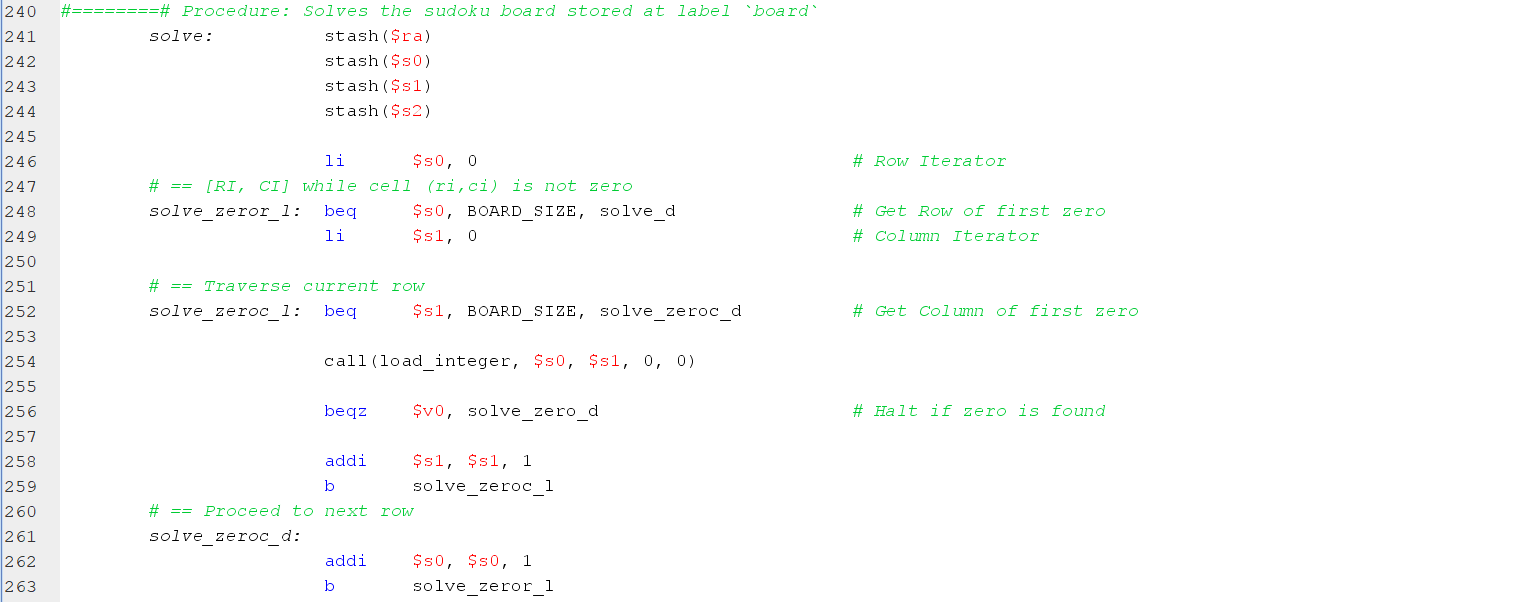 240 #========# Procedure: Solves the sudoku board stored at label `board`
241 solve: stash($ra)
242 stash($s0)
243 stash($s1)
244 stash($s2)
245
246 li $s0, 0 # Row Iterator
247 # == [RI, CI] while cell (ri,ci) is not zero
248 solve_zeror_l: beq $s0, BOARD_SIZE, solve_d # Get Row of first zero
249 li $s1, 0 # Column Iterator
250
251 # == Traverse current row
252 solve_zeroc_l: beq $s1, BOARD_SIZE, solve_zeroc_d # Get Column of first zero
253
254 call(load_integer, $s0, $s1, 0, 0)
255
256 beqz $v0, solve_zero_d # Halt if zero is found
257
258 addi $s1, $s1, 1
259 b solve_zeroc_l
260 # == Proceed to next row
261 solve_zeroc_d:
262 addi $s0, $s0, 1
263 b solve_zeror_l